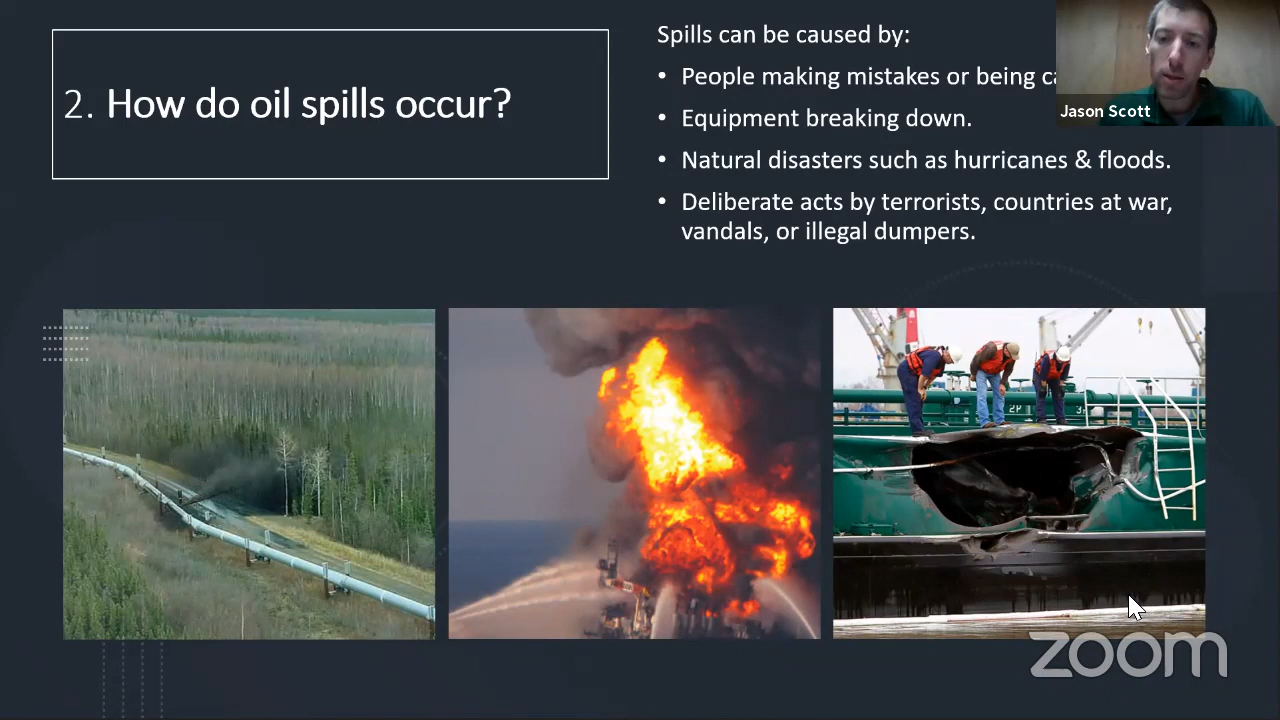 2. How do oil spills occur?
Spills can be caused by:
• People making mistakes or being
• Equipment breaking down.
• Natural disasters such as hurricanes & floods.
• Deliberate acts by terrorists, countries at war,
vandals, or illegal dumpers.
Jason Scott
2P
zoom